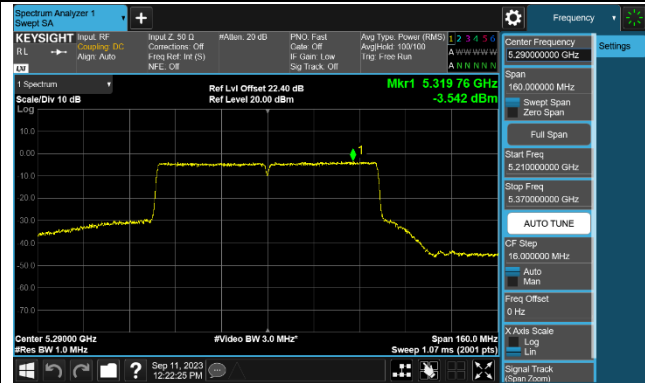 Spectrum Analyzer 1
Swept SA
Frequency
KEYSIGHT
RL
LXI
Input: RF
Coupling: DC
Align: Auto
Input Z: 50 Ω
Corrections: Off
Freq Ref: Int (S)
NFE: Off
#Atten: 20 dB
PNO: Fast
Gate: Off
IF Gain: Low
Sig Track: Off
Avg Type: Power (RMS)
Avg|Hold: 100/100
Trig: Free Run
1 2 3 4 5 6
A W W W W W
A N N N N N
1 Spectrum
Scale/Div 10 dB
Log
Ref Lvl Offset 22.40 dB
Ref Level 20.00 dBm
Mkr1 5.319 76 GHz
-3.542 dBm
1
10.0
0.00
-10.0
-20.0
-30.0
-40.0
-50.0
-60.0
-70.0
Center 5.29000 GHz
#Res BW 1.0 MHz
#Video BW 3.0 MHz*
Span 160.0 MHz
Sweep 1.07 ms (2001 pts)
Sep 11, 2023
12:22:25 PM
Center Frequency
5.290000000 GHz
Settings
Span
160.000000 MHz
Swept Span
Zero Span
Full Span
Start Freq
5.210000000 GHz
Stop Freq
5.370000000 GHz
AUTO TUNE
CF Step
16.000000 MHz
Auto
Man
Freq Offset
0 Hz
X Axis Scale
Log
Lin
Signal Track
(Span Zoom)